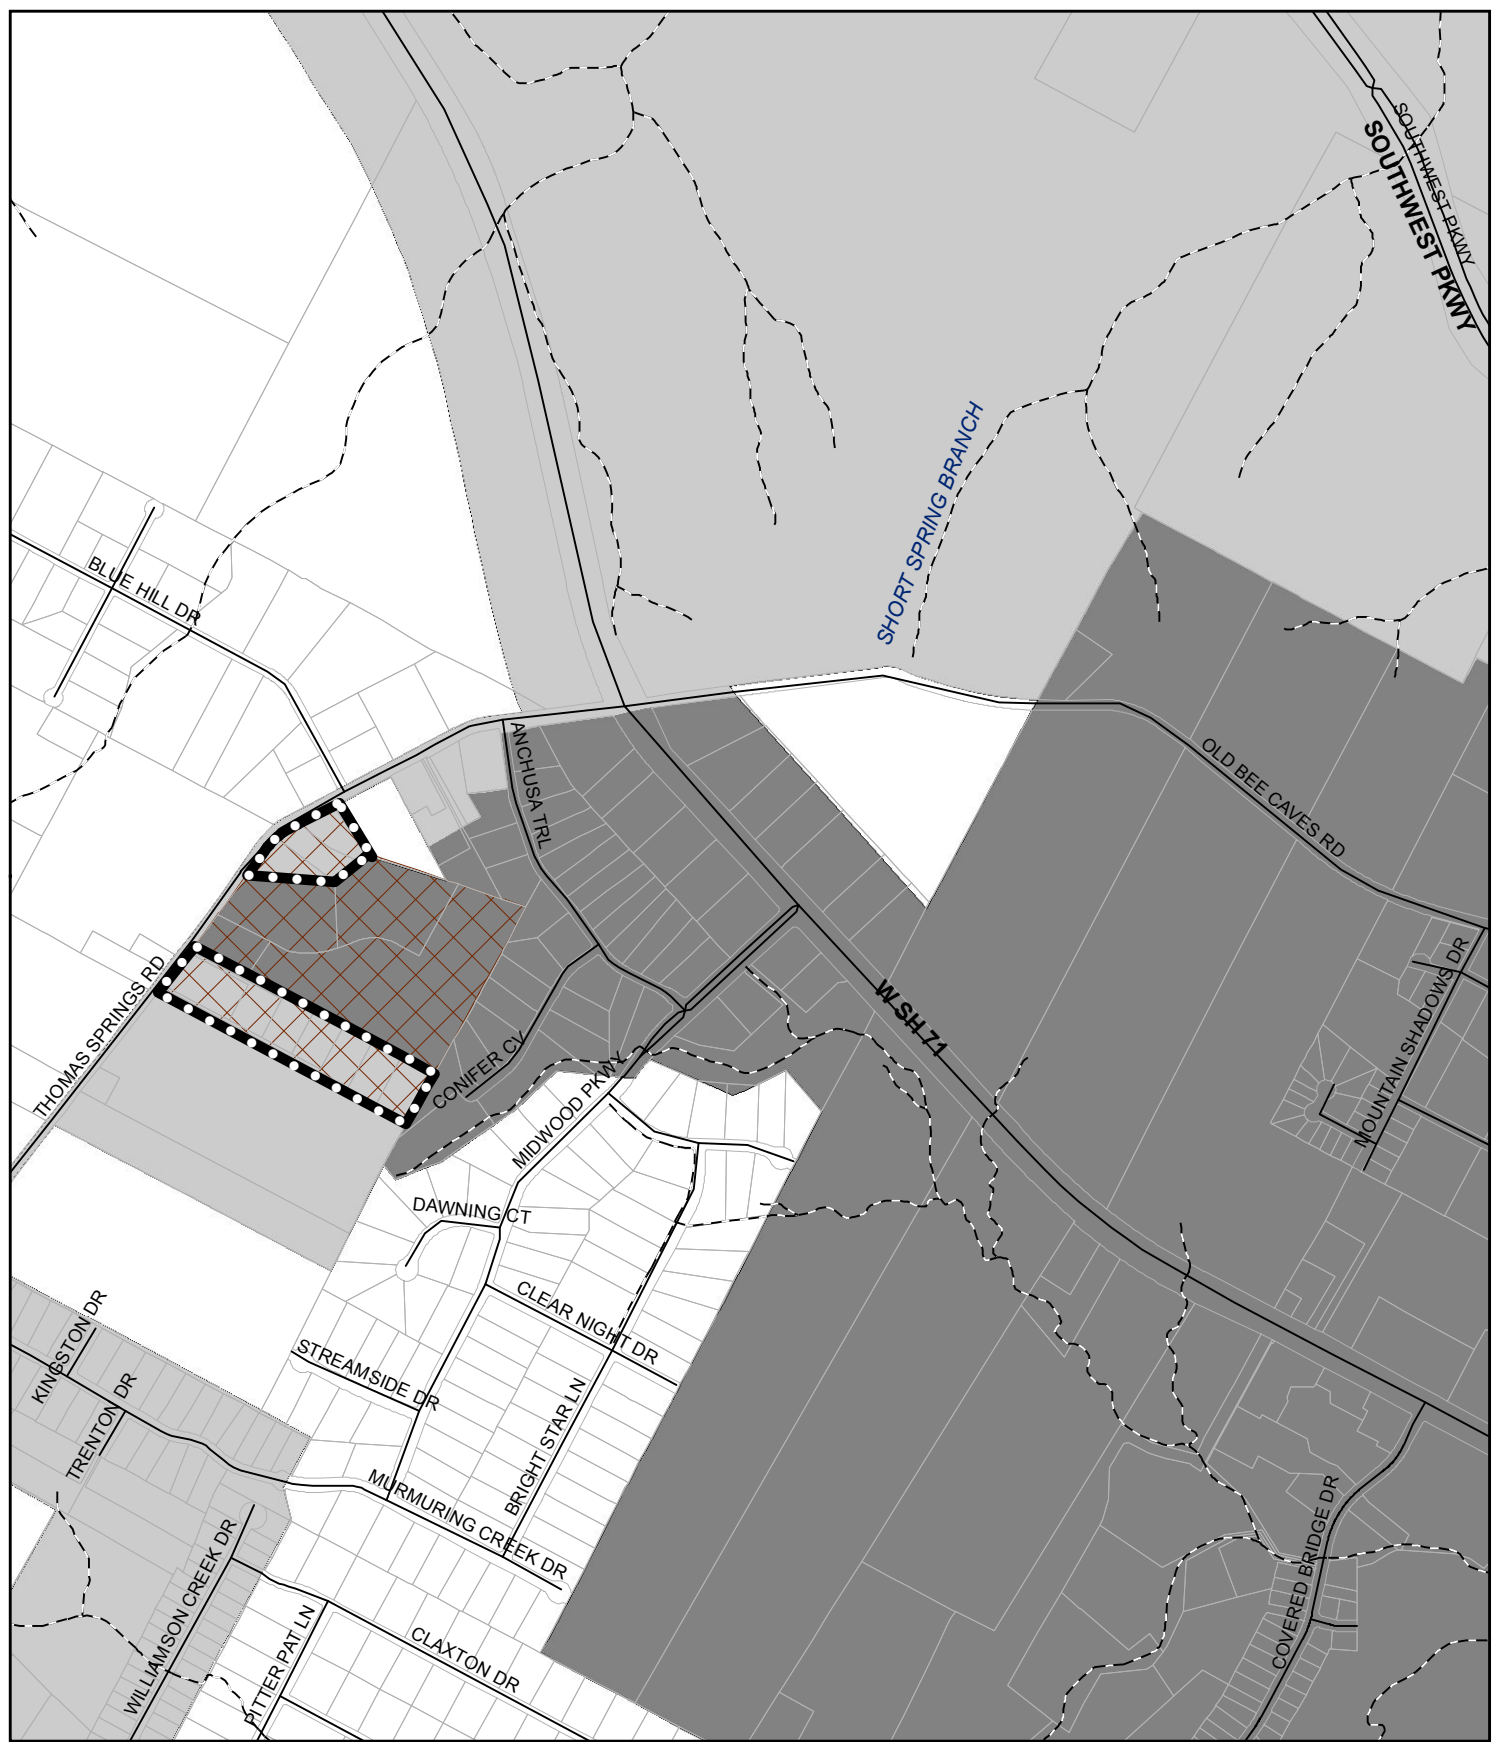 SOUTHWEST PKWY
SOUTHWEST PKWY
SHORT SPRING BRANCH
BLUE HILL DR
ANCHUSA TRL
OLD BEE CAVES RD
THOMAS SPRINGS RD
W SH 71
MOUNTAIN SHADOWS DR
CONIFER CV
MIDWOOD PKWY
DAWNING CT
CLEAR NIGHT DR
KINGSTON DR
STREAMSIDE DR
TRENTON DR
BRIGHT STAR LN
MURMURING CREEK DR
COVERED BRIDGE DR
WILLIAMSON CREEK DR
PITTER PAT LN
CLAXTON DR